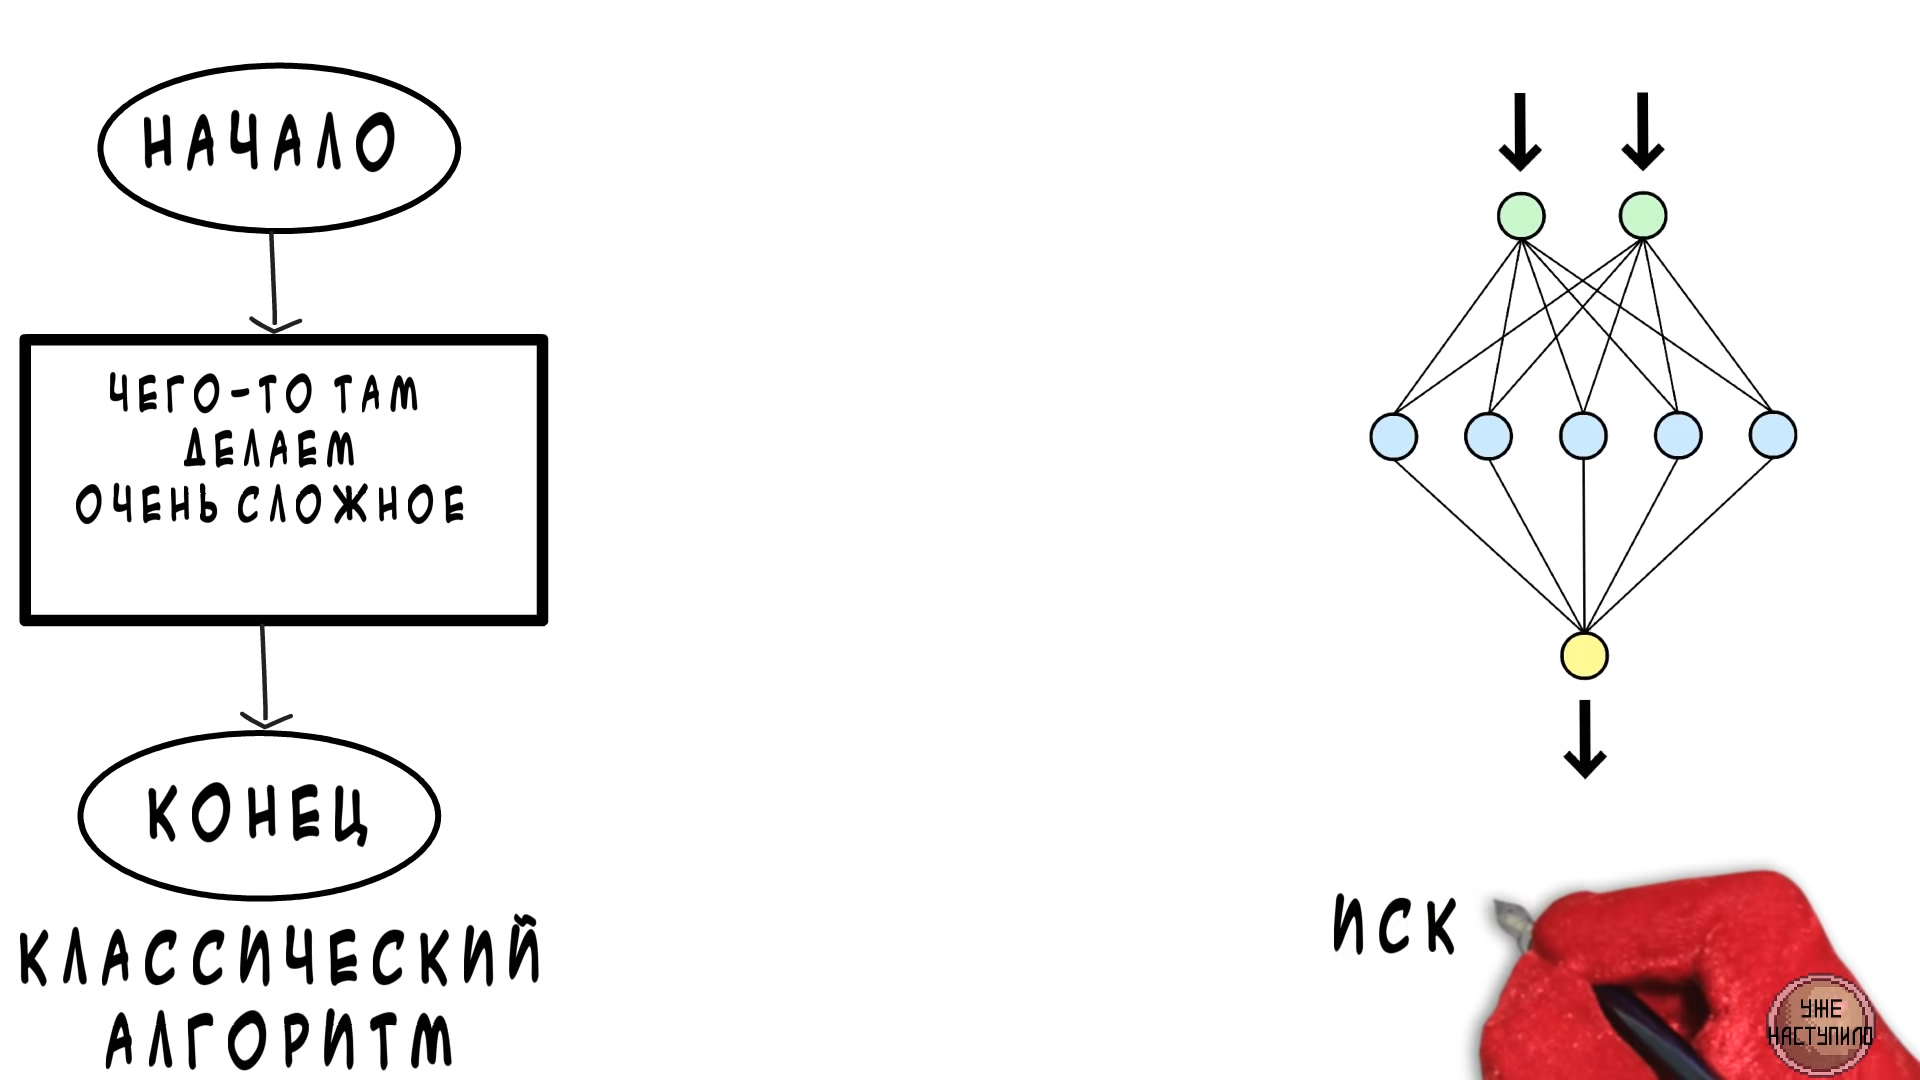 НАЧАЛО
ЧЕГО-ТО ТАМ
ДЕЛАЕМ
ОЧЕНЬ СЛОЖНОЕ
КОНЕЦ
КЛАССИЧЕСКИЙ
АЛГОРИТМ
ИСК
УЖЕ
НАСТУПИЛО